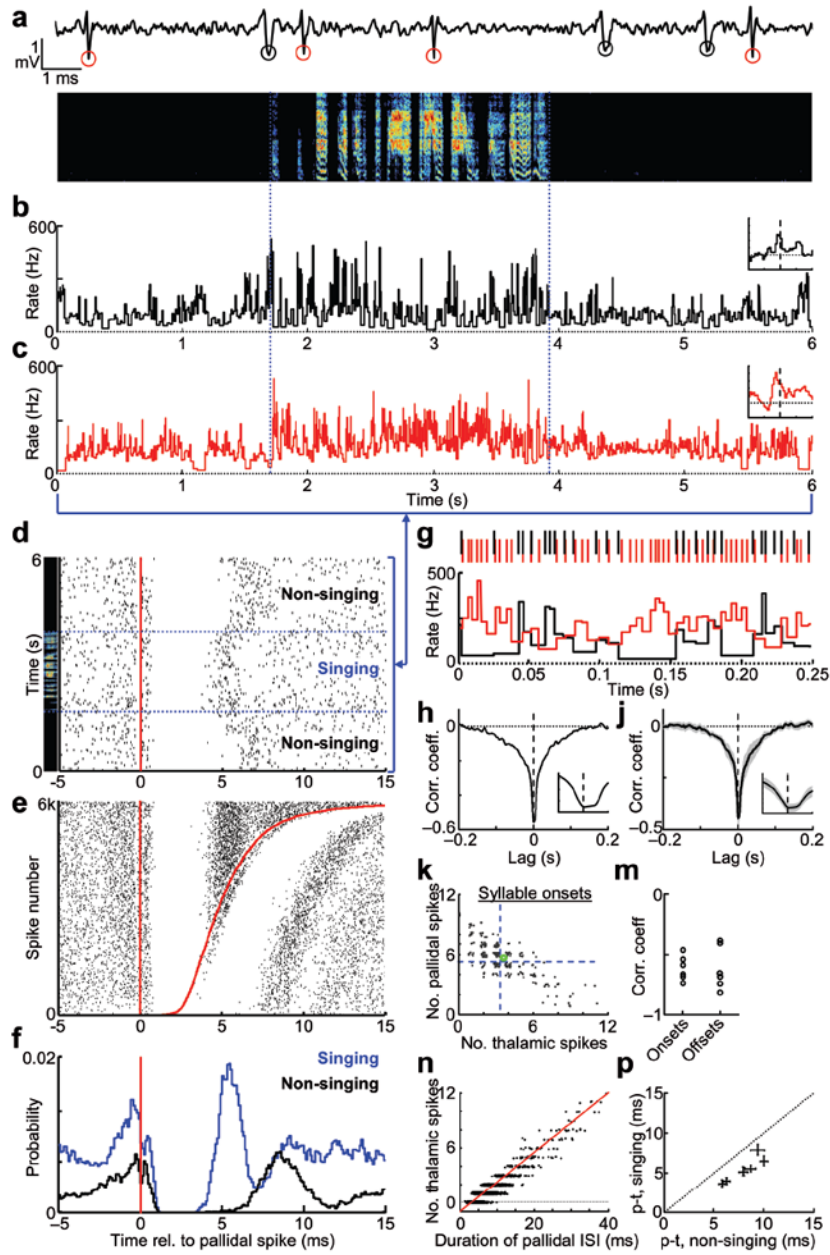 a
1
mV
1 ms
b
600
Rate (Hz)
0
0 1 2 3 4 5 6
c
600
Rate (Hz)
0
0 1 2 3 4 5 6
Time (s)
d
6
Time (s)
0
Non-singing
Singing
Non-singing
-5 0 5 10 15
e
6k
Spike number
0
-5 0 5 10 15
f
0.02
Probability
0
Singing
Non-singing
-5 0 5 10 15
Time rel. to pallidal spike (ms)
g
500
Rate (Hz)
0
0 0.05 0.1 0.15 0.20 0.25
Time (s)
h
0
Corr. coeff.
-0.6
-0.2 0 0.2
Lag (s)
j
0
Corr. coeff.
-0.5
-0.2 0 0.2
Lag (s)
k
Syllable onsets
12
6
0
No. pallidal spikes
0 6 12
No. thalamic spikes
m
0
Corr. coeff
-1
Onsets
Offsets
n
12
6
0
No. thalamic spikes
0 20 40
Duration of pallidal ISI (ms)
p
15
10
5
0
p-t, singing (ms)
0 5 10 15
p-t, non-singing (ms)